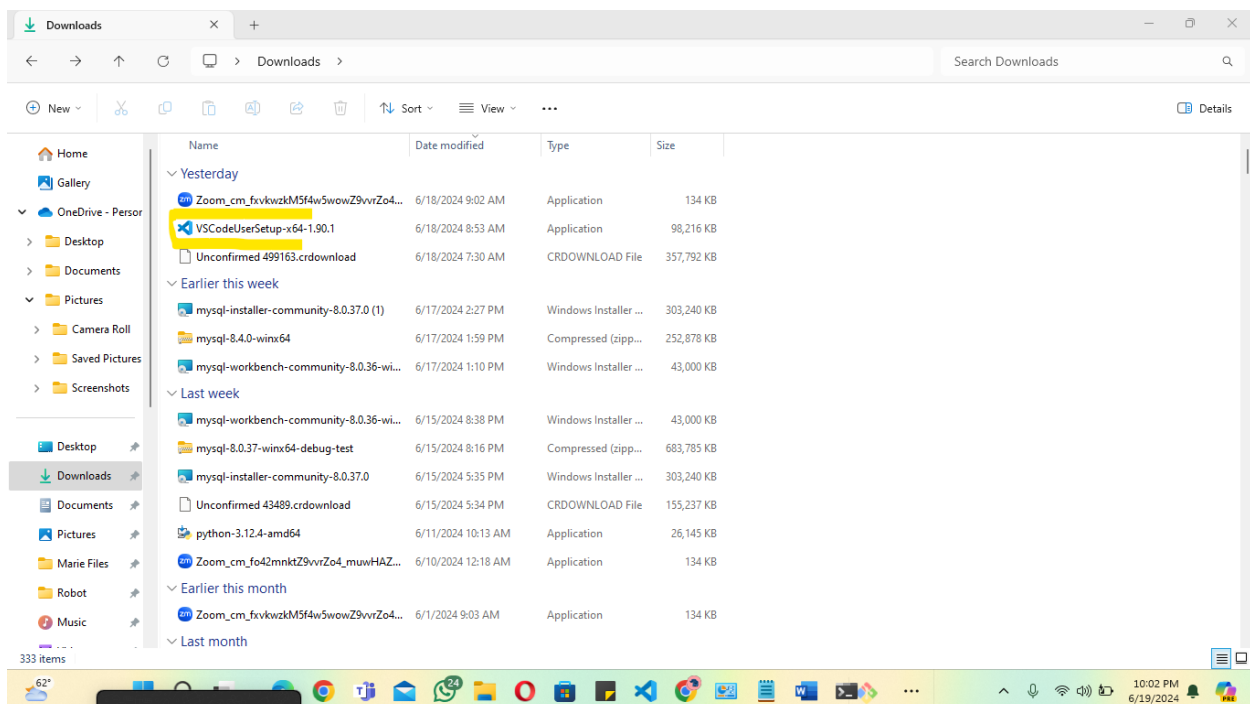 Downloads
Downloads
Search Downloads
New Sort View Details
Name Date modified Type Size
Home
Gallery
OneDrive - Persor
Desktop
Documents
Pictures
Camera Roll
Saved Pictures
Screenshots
Desktop
Downloads
Documents
Pictures
Marie Files
Robot
Music
Yesterday
Zoom_cm_fxvkwzkM5f4w5wowZ9vvrZo4... 6/18/2024 9:02 AM Application 134 KB
VSCodeUserSetup-x64-1.90.1 6/18/2024 8:53 AM Application 98,216 KB
Unconfirmed 499163.crdownload 6/18/2024 7:30 AM CRDOWNLOAD File 357,792 KB
Earlier this week
mysql-installer-community-8.0.37.0 (1) 6/17/2024 2:27 PM Windows Installer ... 303,240 KB
mysql-8.4.0-winx64 6/17/2024 1:59 PM Compressed (zipp... 252,878 KB
mysql-workbench-community-8.0.36-wi... 6/17/2024 1:10 PM Windows Installer ... 43,000 KB
Last week
mysql-workbench-community-8.0.36-wi... 6/15/2024 8:38 PM Windows Installer ... 43,000 KB
mysql-8.0.37-winx64-debug-test 6/15/2024 8:16 PM Compressed (zipp... 683,785 KB
mysql-installer-community-8.0.37.0 6/15/2024 5:35 PM Windows Installer ... 303,240 KB
Unconfirmed 43489.crdownload 6/15/2024 5:34 PM CRDOWNLOAD File 155,237 KB
python-3.12.4-amd64 6/11/2024 10:13 AM Application 26,145 KB
Zoom_cm_fo42mnktZ9vvrZo4_muwHAZ... 6/10/2024 12:18 AM Application 134 KB
Earlier this month
Zoom_cm_fxvkwzkM5f4w5wowZ9vvrZo4... 6/1/2024 9:03 AM Application 134 KB
Last month
333 items
62°
24
10:02 PM
6/19/2024
PRE